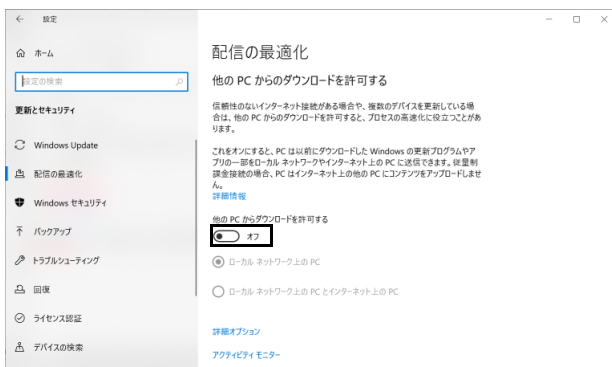 設定
ホーム
設定の検索
更新とセキュリティ
Windows Update
配信の最適化
Windows セキュリティ
バックアップ
トラブルシューティング
回復
ライセンス認証
デバイスの検索
配信の最適化
他の PC からのダウンロードを許可する
信頼性のないインターネット接続がある場合や、複数のデバイスを更新している場
合は、他の PC からのダウンロードを許可すると、プロセスの高速化に役立つことがあ
ります。
これをオンにすると、PC は以前にダウンロードした Windows の更新プログラムやア
プリの一部をローカル ネットワークやインターネット上の PC に送信できます。従量制
課金接続の場合、PC はインターネット上の他の PC にコンテンツをアップロードしませ
ん。
詳細情報
他の PC からダウンロードを許可する
オフ
ローカル ネットワーク上の PC
ローカル ネットワーク上の PC とインターネット上の PC
詳細オプション
アクティビティ モニター